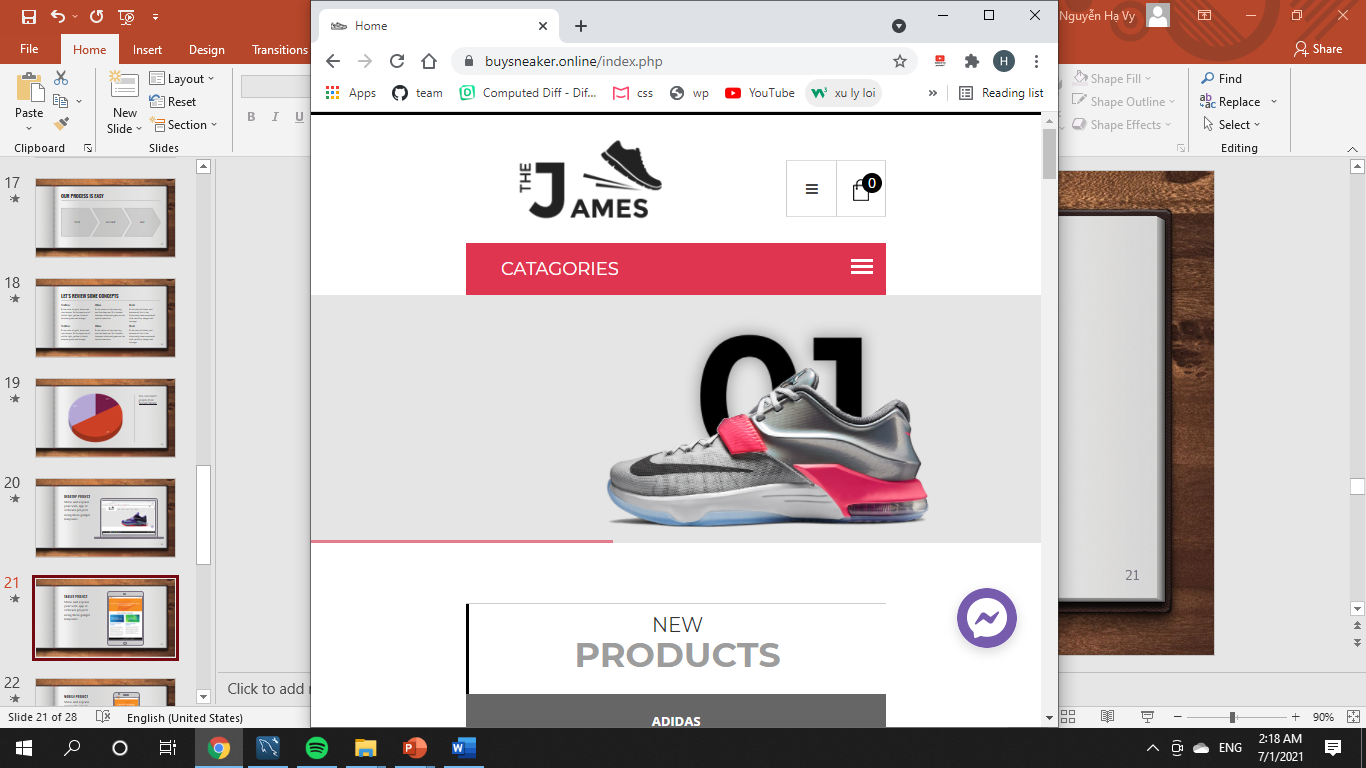 Nguyễn Hạ Vy
File
Home
Insert
Design
Transitions
Share
Paste
Clipboard
New
Slide
Layout
Reset
Section
Slides
B I U
Shape Fill
Shape Outline
Shape Effects
Find
Replace
Select
Editing
Home
buysneaker.online/index.php
H
Apps
team
Computed Diff - Dif...
css
wp
YouTube
xu ly loi
»
Reading list
THE
JAMES
0
CATAGORIES
01
NEW
PRODUCTS
ADIDAS
17
OUR PROCESS IS EASY
18
LET'S REVIEW SOME CONCEPTS
19
20
DESKTOP PROJECT
21
TABLET PROJECT
22
MOBILE PROJECT
21
Click to add
Slide 21 of 28
English (United States)
90%
ENG
2:18 AM
7/1/2021